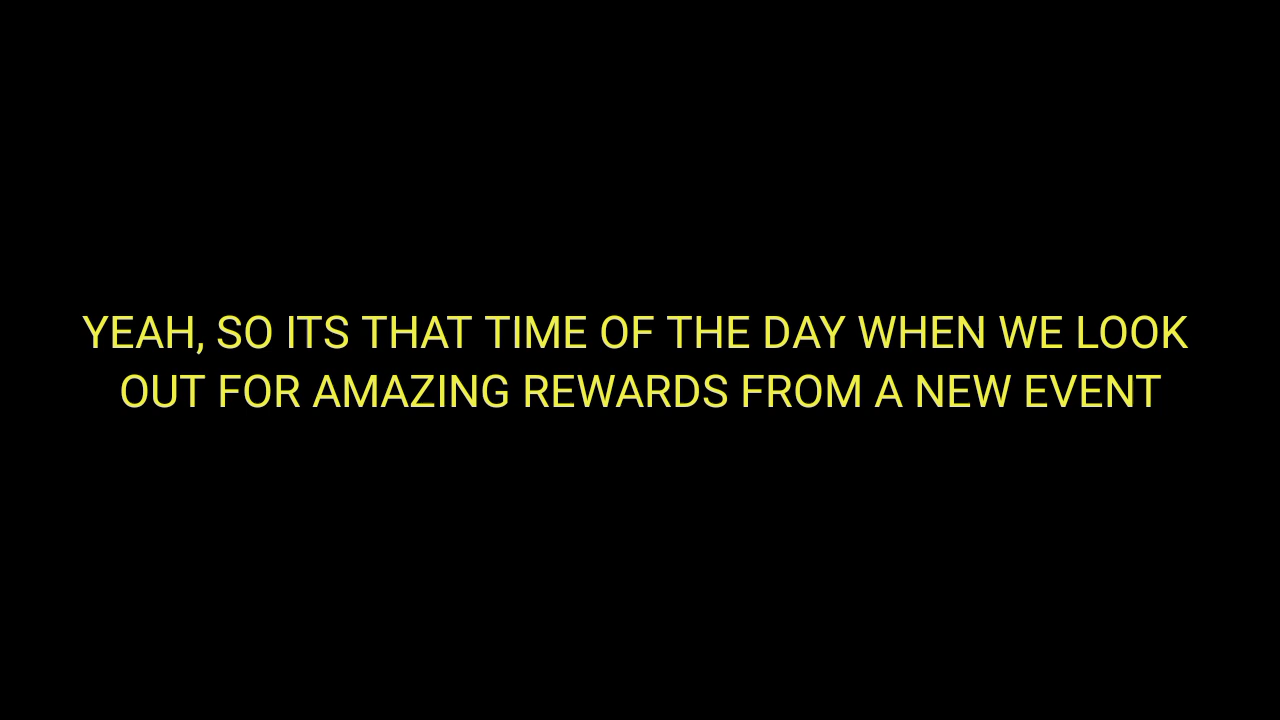 YEAH, SO ITS THAT TIME OF THE DAY WHEN WE LOOK
OUT FOR AMAZING REWARDS FROM A NEW EVENT